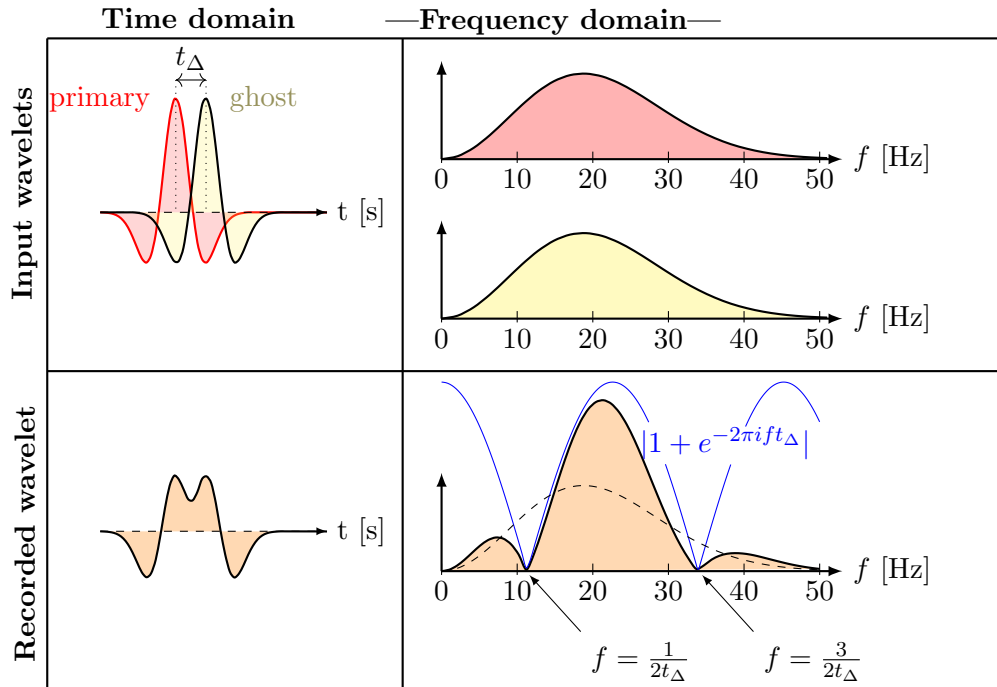 Time domain
—Frequency domain—
Input wavelets
t_Δ
primary
ghost
t [s]
0 10 20 30 40 50
f [Hz]
0 10 20 30 40 50
f [Hz]
Recorded wavelet
t [s]
|1 + e^{-2πift_Δ}|
0 10 20 30 40 50
f [Hz]
f = \frac{1}{2t_Δ}
f = \frac{3}{2t_Δ}